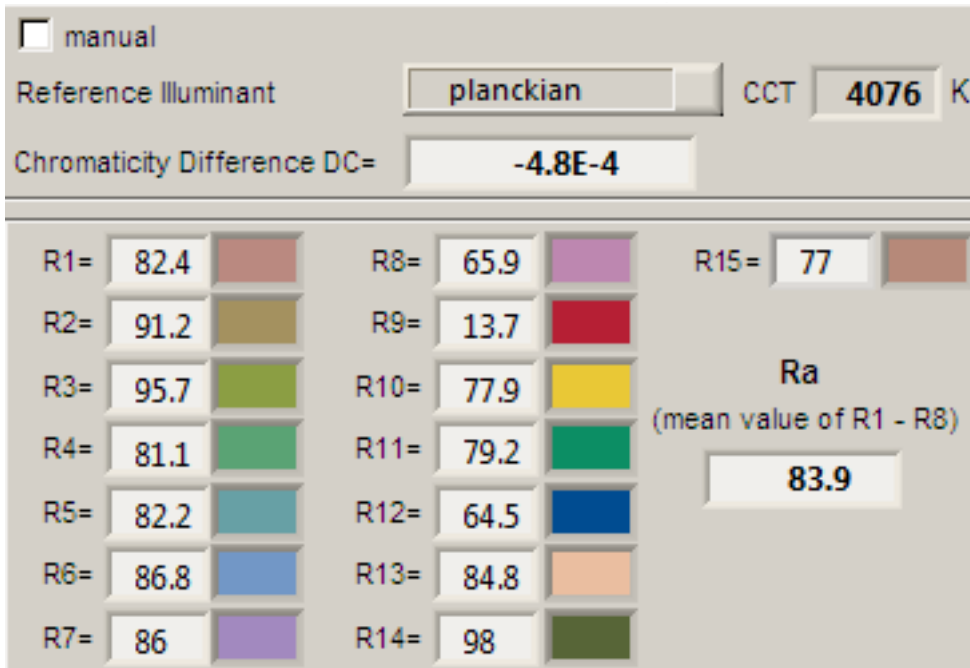 manual
Reference Illuminant planckian CCT 4076 K
Chromaticity Difference DC= -4.8E-4
R1= 82.4 R8= 65.9 R15= 77
R2= 91.2 R9= 13.7
R3= 95.7 R10= 77.9 Ra
(mean value of R1 - R8)
R4= 81.1 R11= 79.2
83.9
R5= 82.2 R12= 64.5
R6= 86.8 R13= 84.8
R7= 86 R14= 98